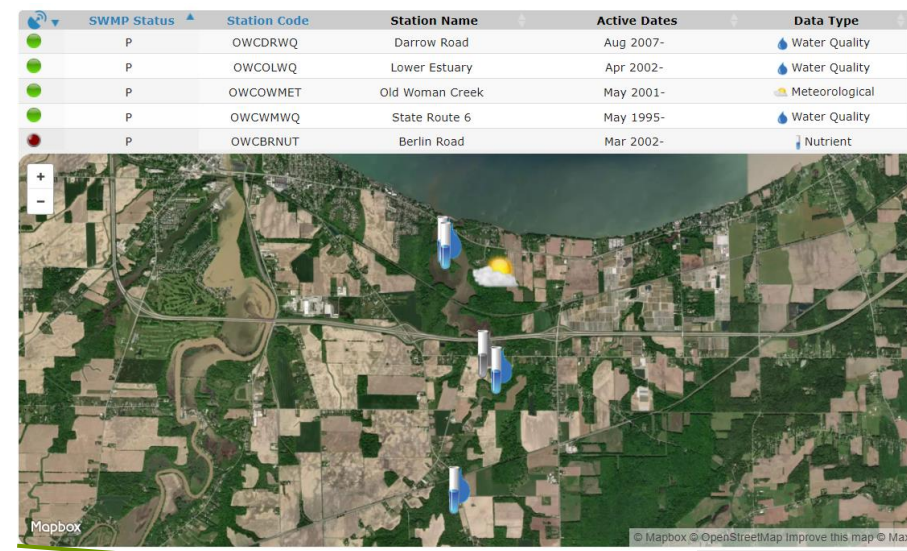 SWMP Status Station Code Station Name Active Dates Data Type
P OWCDRWQ Darrow Road Aug 2007- Water Quality
P OWCOLWQ Lower Estuary Apr 2002- Water Quality
P OWCOWMET Old Woman Creek May 2001- Meteorological
P OWCWMWQ State Route 6 May 1995- Water Quality
P OWCBRNUT Berlin Road Mar 2002- Nutrient
+
-
Mapbox
© Mapbox © OpenStreetMap Improve this map © Max